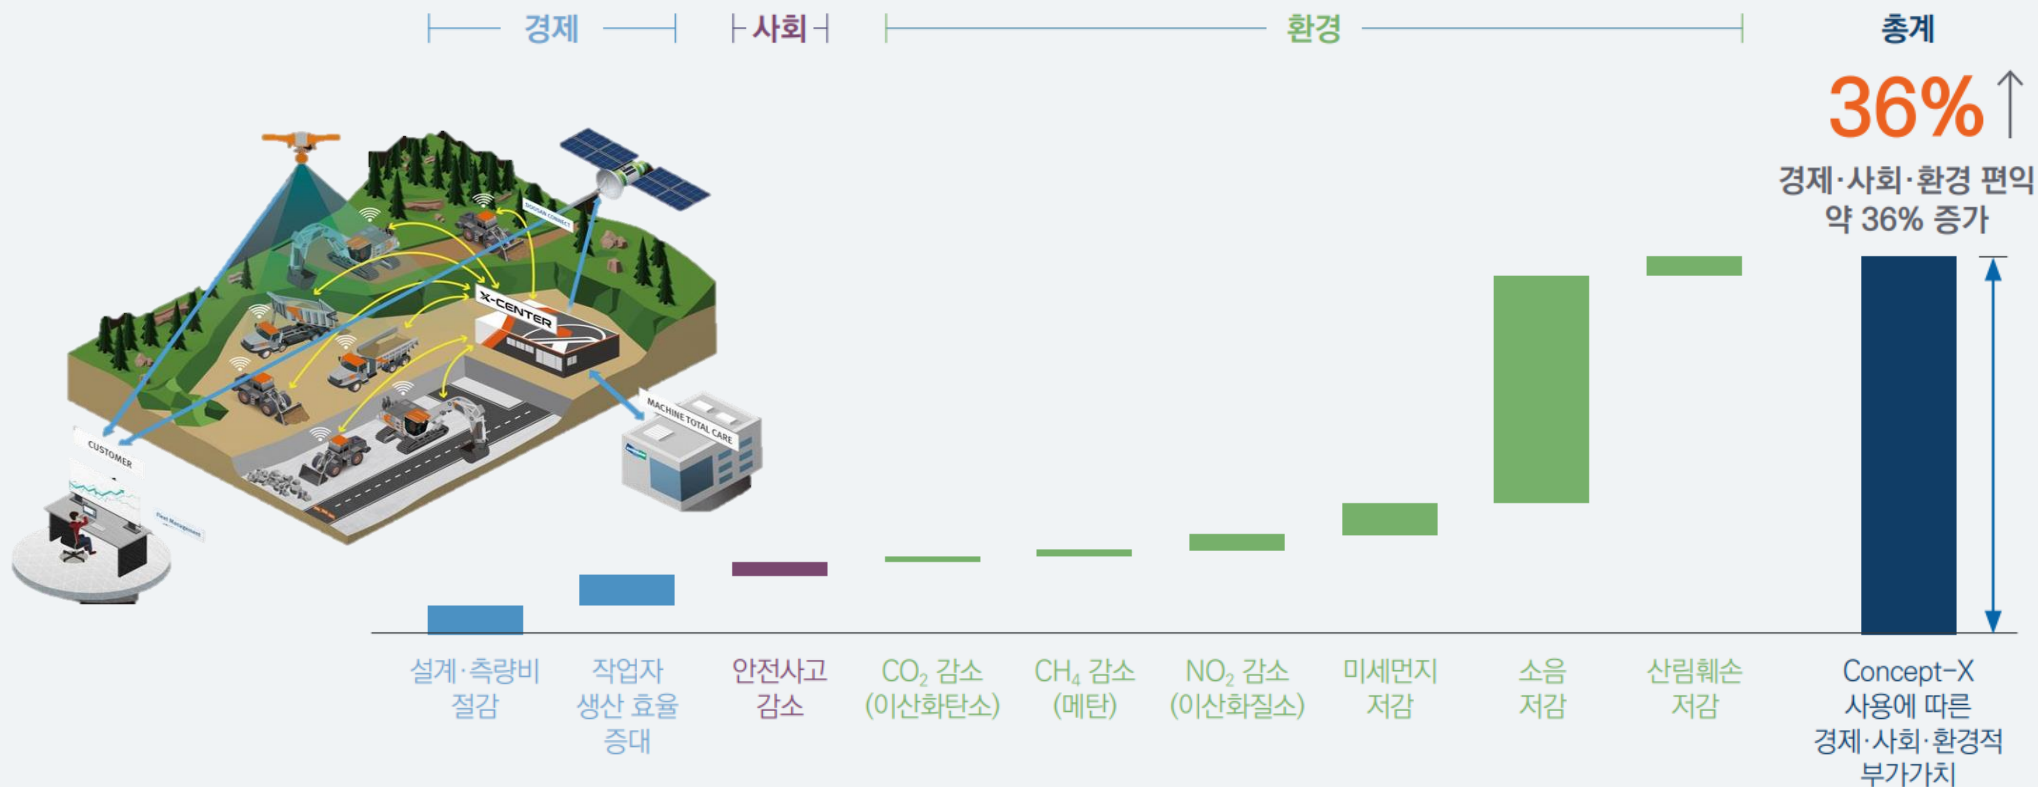 경제
사회
환경
총계
36%
경제·사회·환경 편익
약 36% 증가
DOOSAN CONNECT
X-CENTER
MACHINE TOTAL CARE
CUSTOMER
Fleet Management
설계·측량비
절감
작업자
생산 효율
증대
안전사고
감소
CO₂ 감소
(이산화탄소)
CH₄ 감소
(메탄)
NO₂ 감소
(이산화질소)
미세먼지
저감
소음
저감
산림훼손
저감
Concept-X
사용에 따른
경제·사회·환경적
부가가치